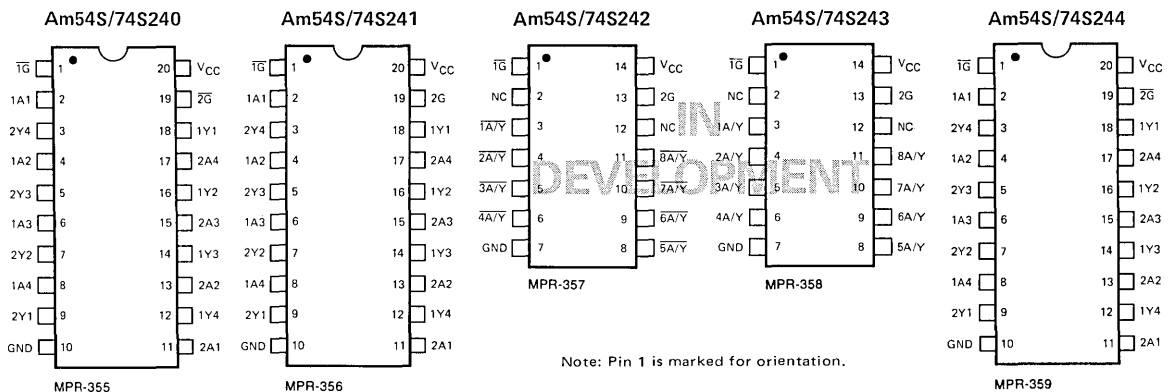 Am54S/74S240 Am54S/74S241 Am54S/74S242 Am54S/74S243 Am54S/74S244
1G 1 20 VCC
1A1 2 19 2G
2Y4 3 18 1Y1
1A2 4 17 2A4
2Y3 5 16 1Y2
1A3 6 15 2A3
2Y2 7 14 1Y3
1A4 8 13 2A2
2Y1 9 12 1Y4
GND 10 11 2A1
MPR-355
1G 1 20 VCC
1A1 2 19 2G
2Y4 3 18 1Y1
1A2 4 17 2A4
2Y3 5 16 1Y2
1A3 6 15 2A3
2Y2 7 14 1Y3
1A4 8 13 2A2
2Y1 9 12 1Y4
GND 10 11 2A1
MPR-356
1G 1 14 VCC
NC 2 13 2G
1A/Y 3 12 NC
2A/Y 4 11 8A/Y
3A/Y 5 10 7A/Y
4A/Y 6 9 6A/Y
GND 7 8 5A/Y
MPR-357
IN
DEVELOPMENT
1G 1 14 VCC
NC 2 13 2G
1A/Y 3 12 NC
2A/Y 4 11 8A/Y
3A/Y 5 10 7A/Y
4A/Y 6 9 6A/Y
GND 7 8 5A/Y
MPR-358
1G 1 20 VCC
1A1 2 19 2G
2Y4 3 18 1Y1
1A2 4 17 2A4
2Y3 5 16 1Y2
1A3 6 15 2A3
2Y2 7 14 1Y3
1A4 8 13 2A2
2Y1 9 12 1Y4
GND 10 11 2A1
MPR-359
Note: Pin 1 is marked for orientation.